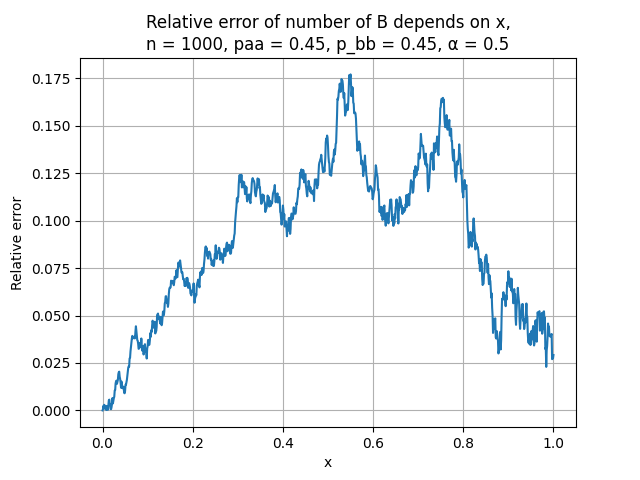 Relative error of number of B depends on x,
n = 1000, paa = 0.45, p_bb = 0.45, α = 0.5
0.175
0.150
0.125
0.100
0.075
0.050
0.025
0.000
Relative error
0.0 0.2 0.4 0.6 0.8 1.0
x